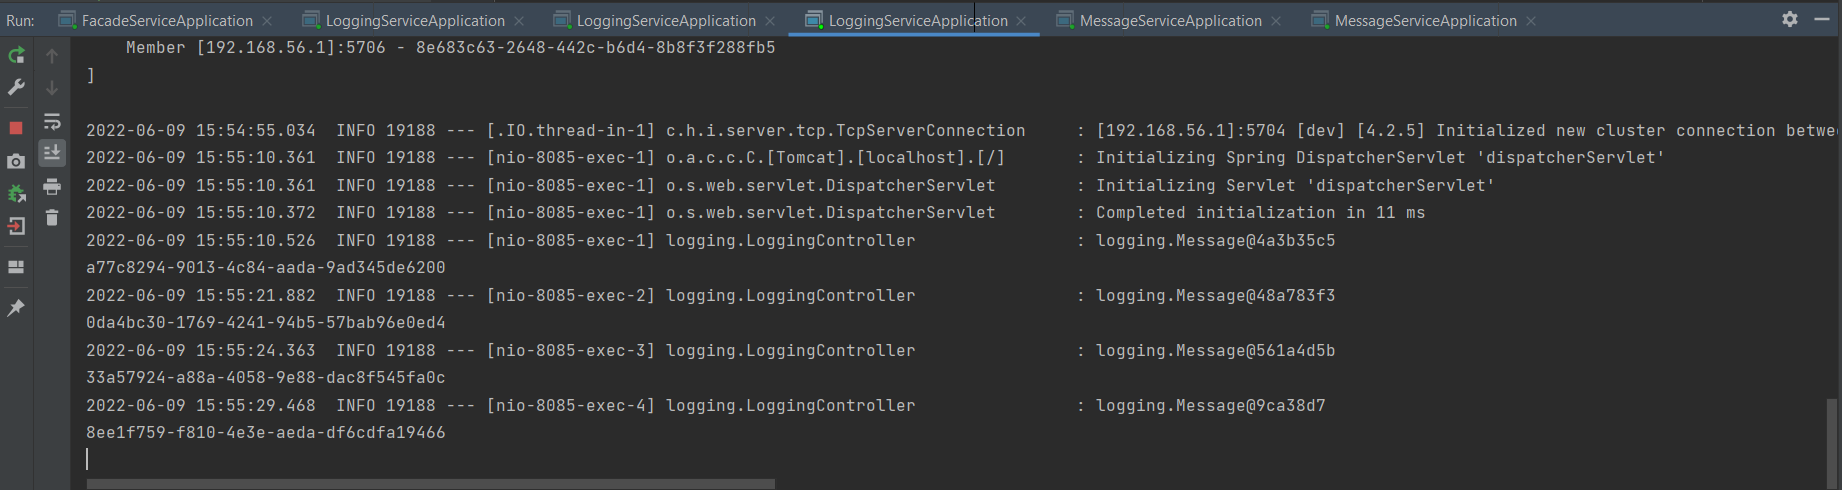 Run: FacadeServiceApplication LoggingServiceApplication LoggingServiceApplication LoggingServiceApplication MessageServiceApplication MessageServiceApplication
Member [192.168.56.1]:5706 - 8e683c63-2648-442c-b6d4-8b8f3f288fb5
]
2022-06-09 15:54:55.034  INFO 19188 --- [.IO.thread-in-1] c.h.i.server.tcp.TcpServerConnection     : [192.168.56.1]:5704 [dev] [4.2.5] Initialized new cluster connection betwe
2022-06-09 15:55:10.361  INFO 19188 --- [nio-8085-exec-1] o.a.c.c.C.[Tomcat].[localhost].[/]       : Initializing Spring DispatcherServlet 'dispatcherServlet'
2022-06-09 15:55:10.361  INFO 19188 --- [nio-8085-exec-1] o.s.web.servlet.DispatcherServlet        : Initializing Servlet 'dispatcherServlet'
2022-06-09 15:55:10.372  INFO 19188 --- [nio-8085-exec-1] o.s.web.servlet.DispatcherServlet        : Completed initialization in 11 ms
2022-06-09 15:55:10.526  INFO 19188 --- [nio-8085-exec-1] logging.LoggingController                : logging.Message@4a3b35c5
a77c8294-9013-4c84-aada-9ad345de6200
2022-06-09 15:55:21.882  INFO 19188 --- [nio-8085-exec-2] logging.LoggingController                : logging.Message@48a783f3
0da4bc30-1769-4241-94b5-57bab96e0ed4
2022-06-09 15:55:24.363  INFO 19188 --- [nio-8085-exec-3] logging.LoggingController                : logging.Message@561a4d5b
33a57924-a88a-4058-9e88-dac8f545fa0c
2022-06-09 15:55:29.468  INFO 19188 --- [nio-8085-exec-4] logging.LoggingController                : logging.Message@9ca38d7
8ee1f759-f810-4e3e-aeda-df6cdfa19466